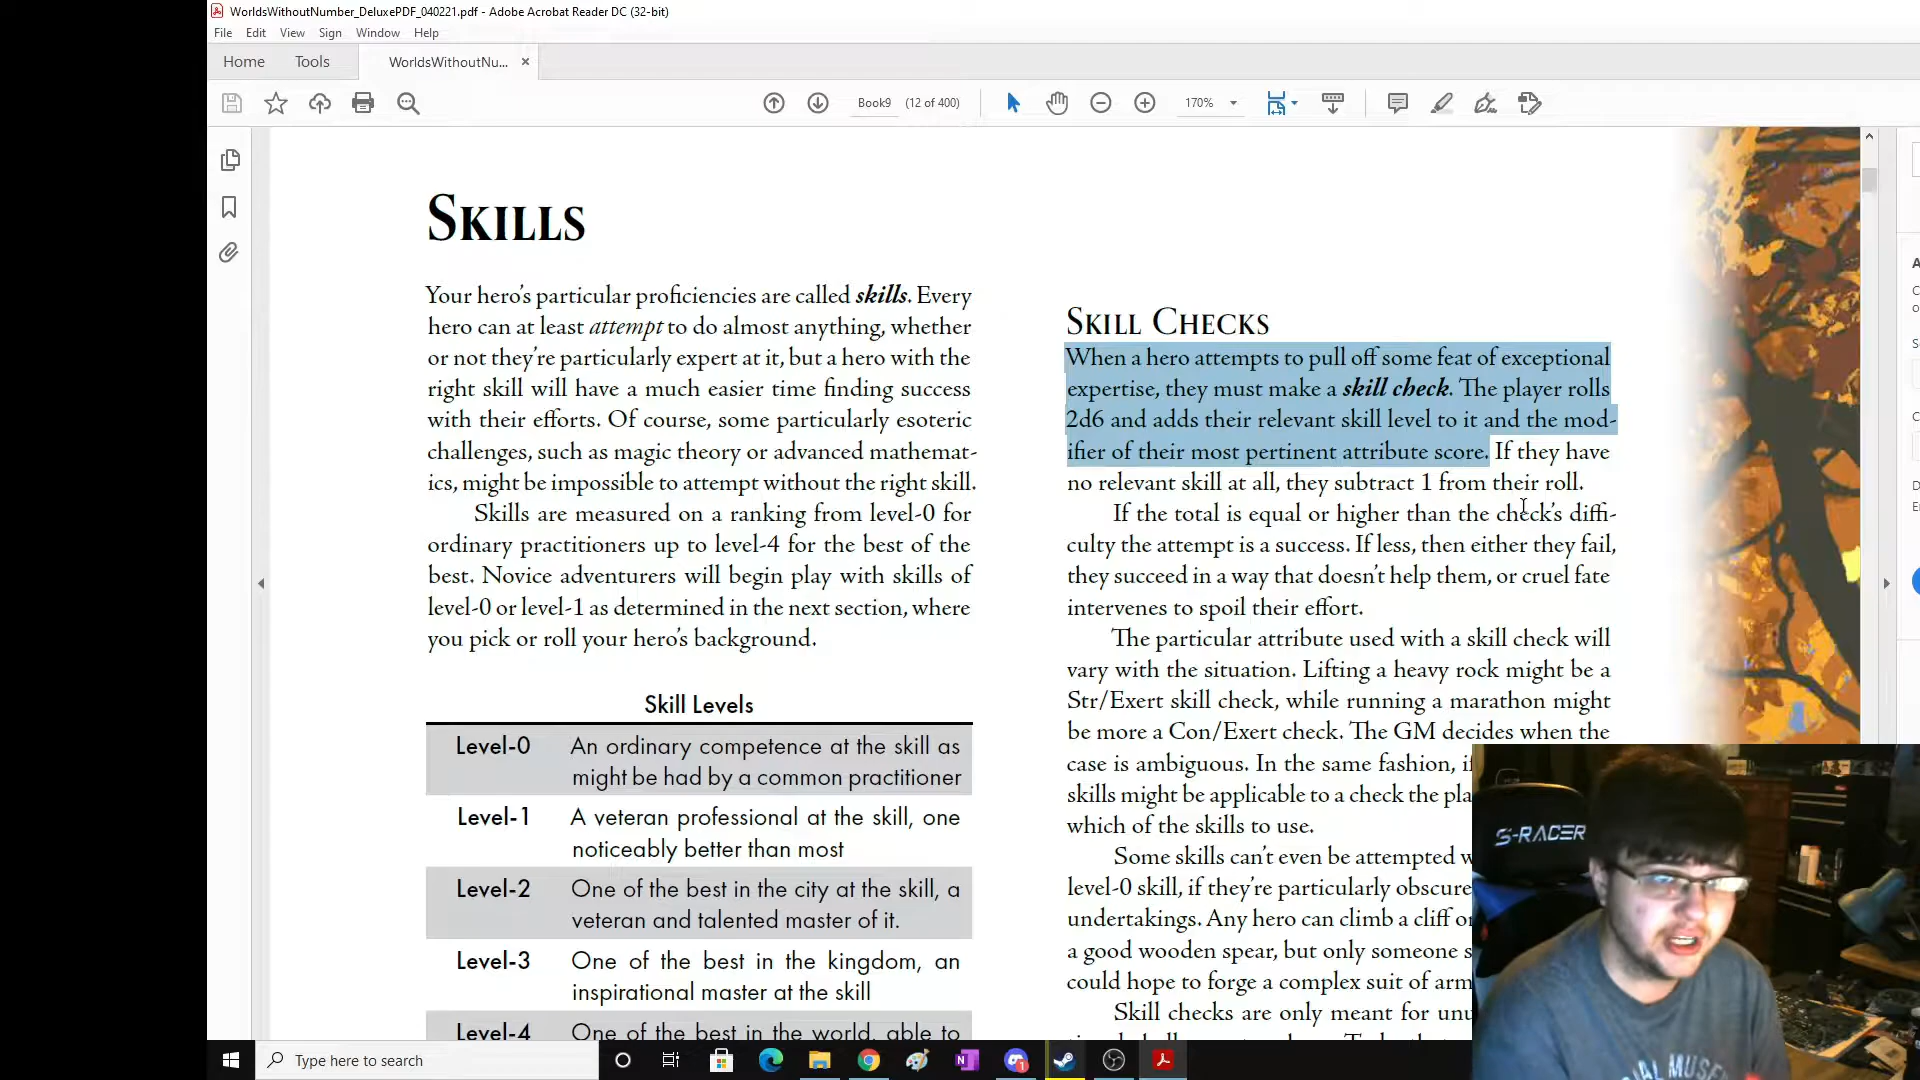 WorldsWithoutNumber_DeluxePDF_040221.pdf - Adobe Acrobat Reader DC (32-bit)
File Edit View Sign Window Help
Home Tools WorldsWithoutNu... ×
Book9 (12 of 400) 170%
SKILLS
Your hero's particular proficiencies are called skills. Every
hero can at least attempt to do almost anything, whether
or not they're particularly expert at it, but a hero with the
right skill will have a much easier time finding success
with their efforts. Of course, some particularly esoteric
challenges, such as magic theory or advanced mathemat-
ics, might be impossible to attempt without the right skill.
Skills are measured on a ranking from level-0 for
ordinary practitioners up to level-4 for the best of the
best. Novice adventurers will begin play with skills of
level-0 or level-1 as determined in the next section, where
you pick or roll your hero's background.
Skill Levels
Level-0 An ordinary competence at the skill as
might be had by a common practitioner
Level-1 A veteran professional at the skill, one
noticeably better than most
Level-2 One of the best in the city at the skill, a
veteran and talented master of it.
Level-3 One of the best in the kingdom, an
inspirational master at the skill
Level-4 One of the best in the world, able to
SKILL CHECKS
When a hero attempts to pull off some feat of exceptional
expertise, they must make a skill check. The player rolls
2d6 and adds their relevant skill level to it and the mod-
ifier of their most pertinent attribute score. If they have
no relevant skill at all, they subtract 1 from their roll.
If the total is equal or higher than the check's diffi-
culty the attempt is a success. If less, then either they fail,
they succeed in a way that doesn't help them, or cruel fate
intervenes to spoil their effort.
The particular attribute used with a skill check will
vary with the situation. Lifting a heavy rock might be a
Str/Exert skill check, while running a marathon might
be more a Con/Exert check. The GM decides when the
case is ambiguous. In the same fashion, if
skills might be applicable to a check the pla
which of the skills to use.
Some skills can't even be attempted w
level-0 skill, if they're particularly obscure
undertakings. Any hero can climb a cliff or
a good wooden spear, but only someone s
could hope to forge a complex suit of arm
Skill checks are only meant for unu
S-RACER
Type here to search